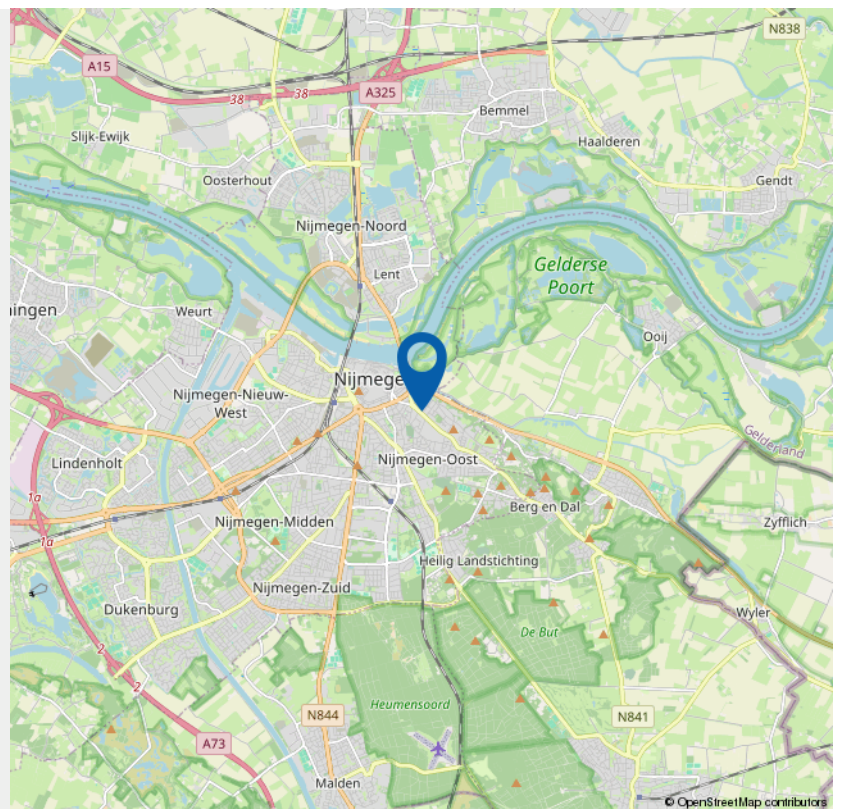 N838
A15
A325
38
38
Bemmel
Slijk-Ewijk
Haalderen
Oosterhout
Gendt
Nijmegen-Noord
Lent
Gelderse
Poort
ningen
Weurt
Ooij
Nijmege
Nijmegen-Nieuw-
West
Gelderland
Lindenholt
Nijmegen-Oost
1a
Berg en Dal
Nijmegen-Midden
Zyfflich
1a
Heilig Landstichting
Nijmegen-Zuid
Dukenburg
De But
Wyler
2
2
Heumensoord
N844
N841
A73
Malden
© OpenStreetMap contributors